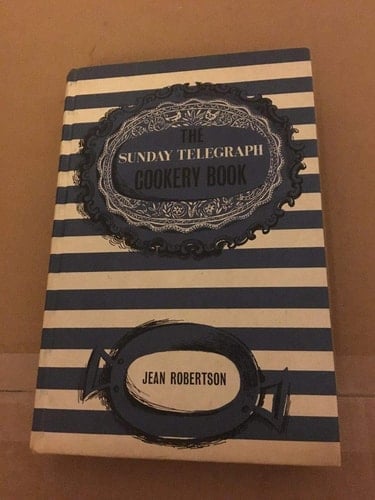 THE
SUNDAY TELEGRAPH
COOKERY BOOK
JEAN ROBERTSON